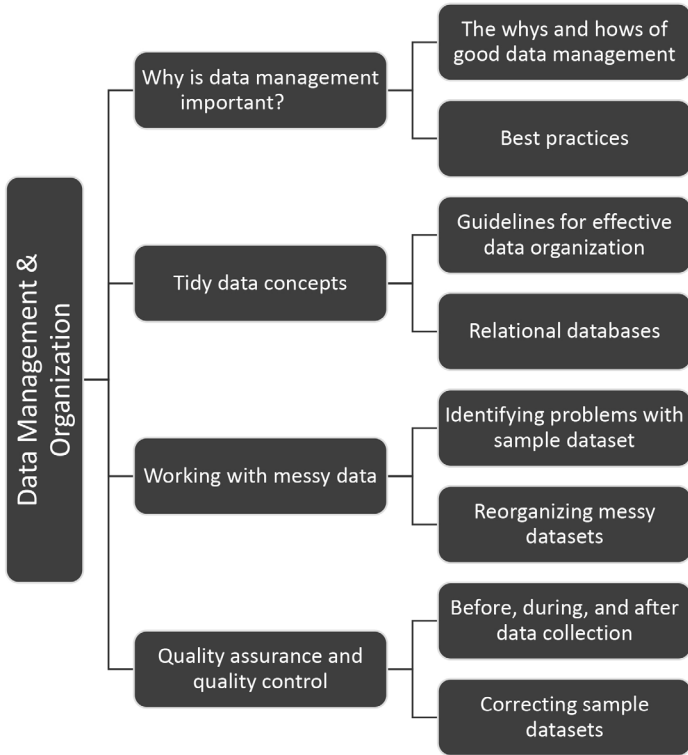 Data Management &
Organization
Why is data management
important?
The whys and hows of
good data management
Best practices
Tidy data concepts
Guidelines for effective
data organization
Relational databases
Working with messy data
Identifying problems with
sample dataset
Reorganizing messy
datasets
Quality assurance and
quality control
Before, during, and after
data collection
Correcting sample
datasets